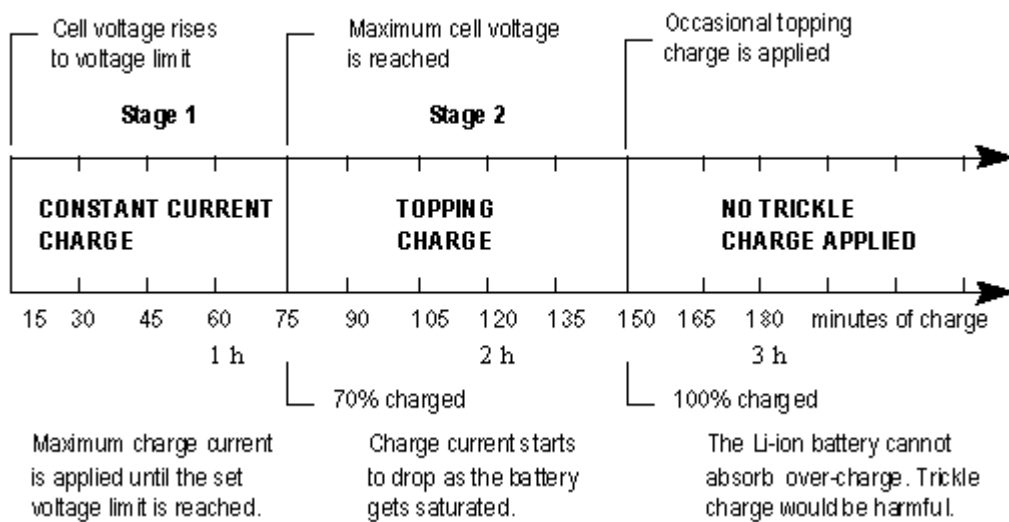 Cell voltage rises
to voltage limit
Maximum cell voltage
is reached
Occasional topping
charge is applied
Stage 1
Stage 2
CONSTANT CURRENT
CHARGE
TOPPING
CHARGE
NO TRICKLE
CHARGE APPLIED
15 30 45 60 75 90 105 120 135 150 165 180 minutes of charge
1 h 2 h 3 h
70% charged
100% charged
Maximum charge current
is applied until the set
voltage limit is reached.
Charge current starts
to drop as the battery
gets saturated.
The Li-ion battery cannot
absorb over-charge. Trickle
charge would be harmful.